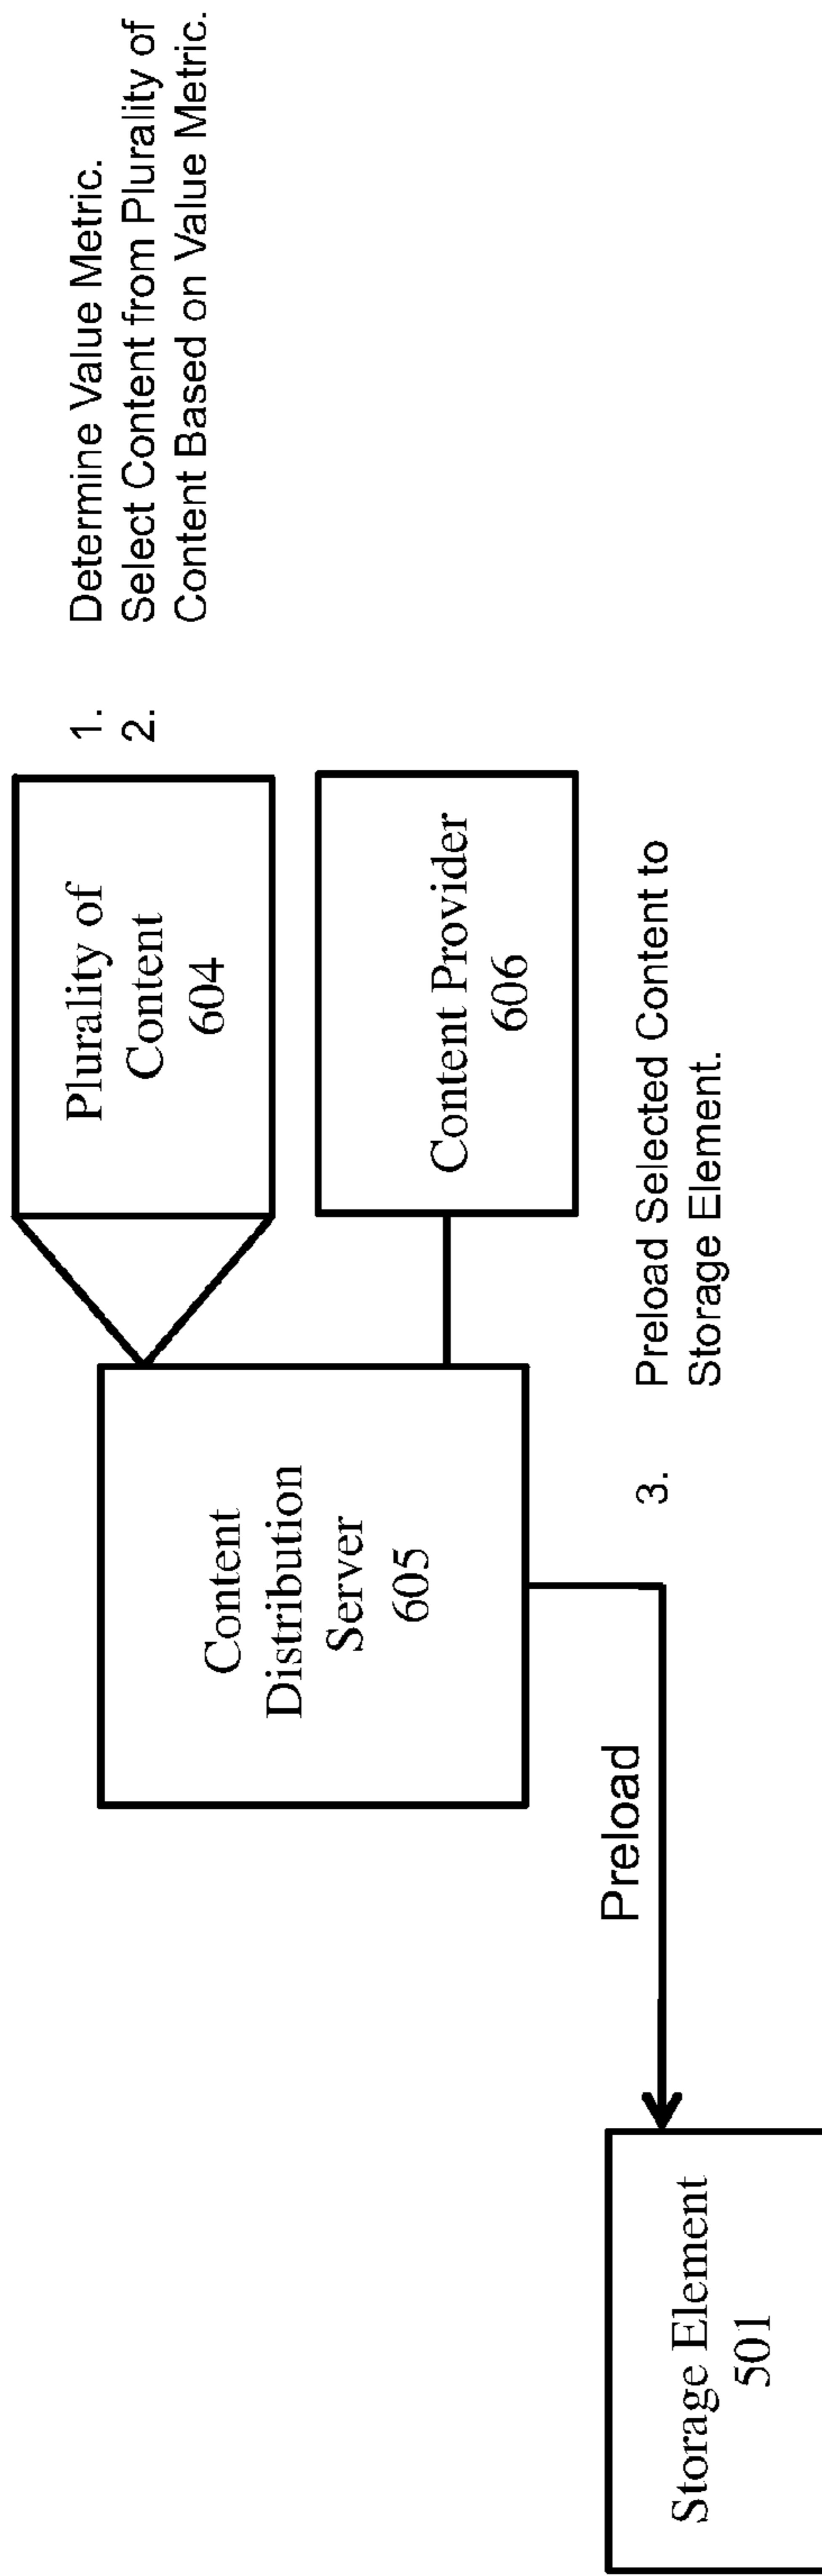 1. Determine Value Metric.
2. Select Content from Plurality of
Content Based on Value Metric.
Plurality of
Content
604
Content Provider
606
Content
Distribution
Server
605
3. Preload Selected Content to
Storage Element.
Preload
Storage Element
501